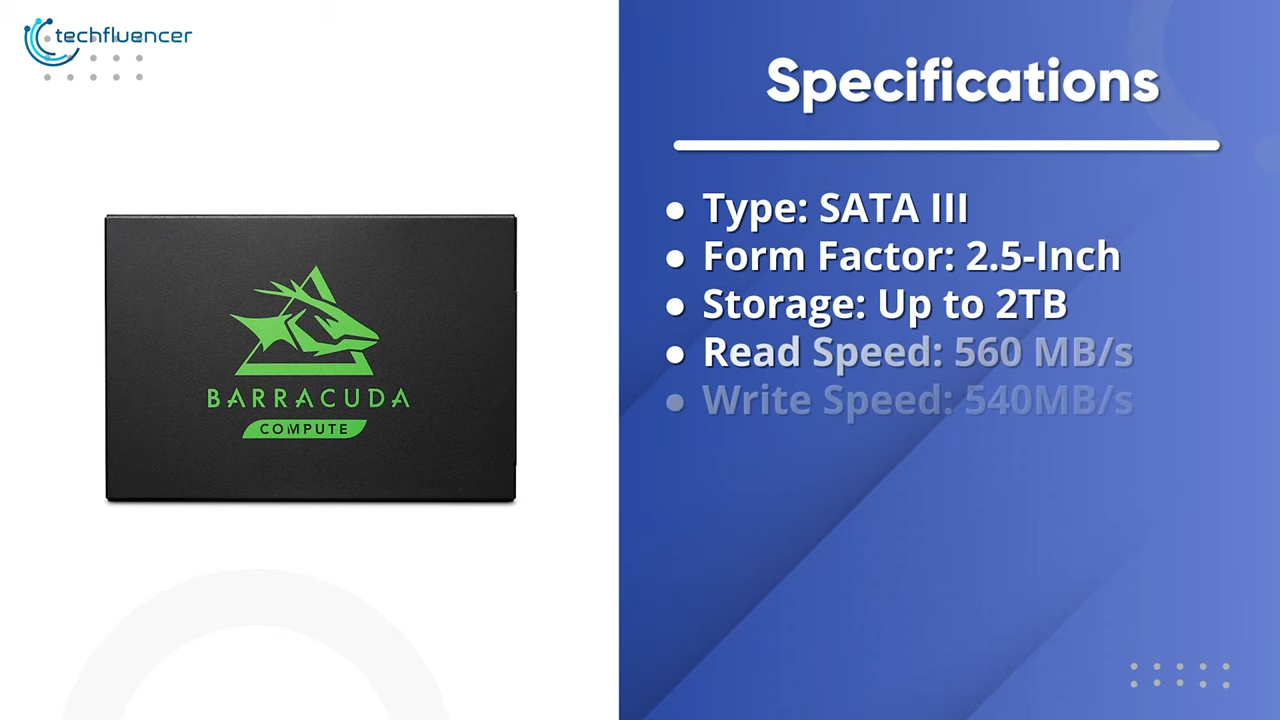 techfluencer
BARRACUDA
COMPUTE
Specifications
● Type: SATA III
● Form Factor: 2.5-Inch
● Storage: Up to 2TB
● Read Speed: 560 MB/s
● Write Speed: 540MB/s